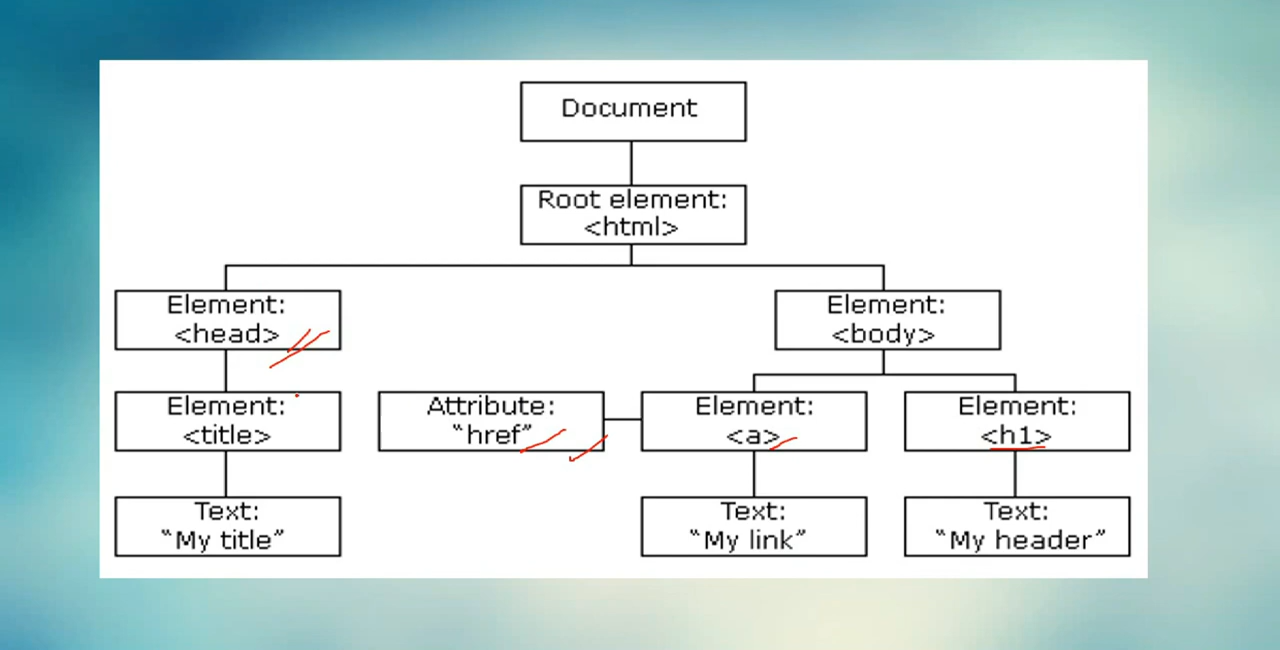 Document
Root element:
<html>
Element:
<head>
Element:
<body>
Element:
<title>
Attribute:
“href”
Element:
<a>
Element:
<h1>
Text:
“My title”
Text:
“My link”
Text:
“My header”